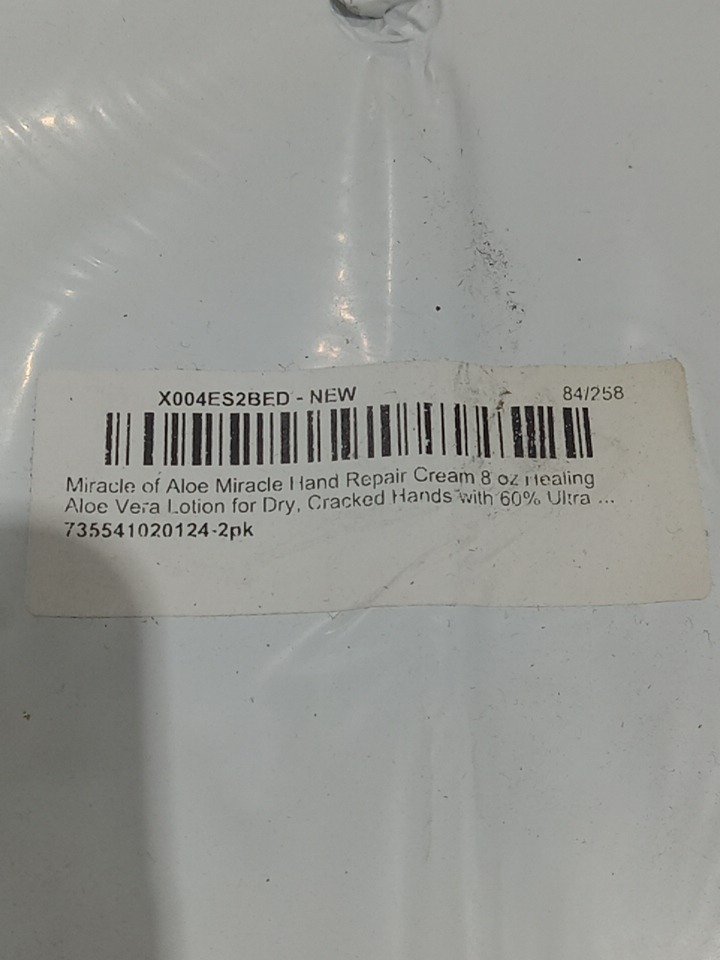 X004ES2BED - NEW
84/258
Miracle of Aloe Miracle Hand Repair Cream 8 oz Healing
Aloe Vera Lotion for Dry, Cracked Hands with 60% Ultra ...
735541020124-2pk